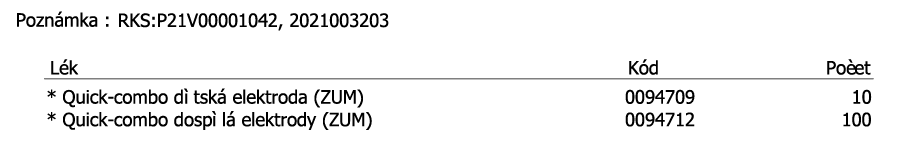 Poznámka : RKS:P21V00001042, 2021003203
Lék Kód Poèet
* Quick-combo dì tská elektroda (ZUM) 0094709 10
* Quick-combo dospì lá elektrody (ZUM) 0094712 100